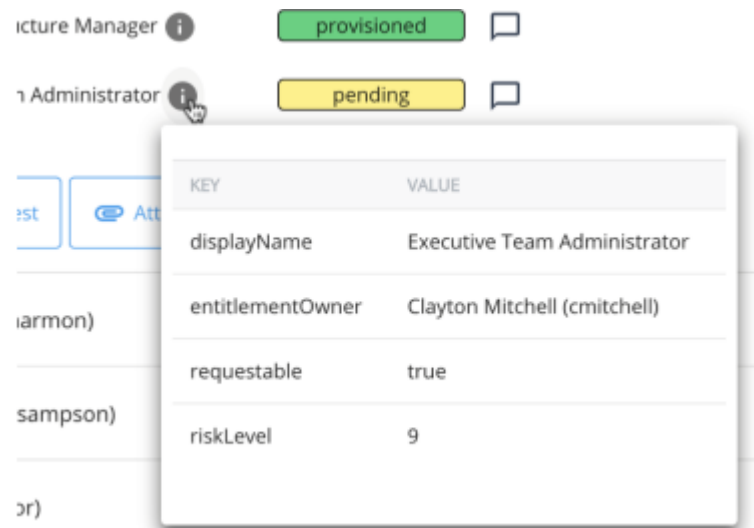 ucture Manager
provisioned
Administrator
pending
KEY VALUE
est Att
displayName Executive Team Administrator
entitlementOwner Clayton Mitchell (cmitchell)
armon)
requestable true
sampson)
riskLevel 9
or)